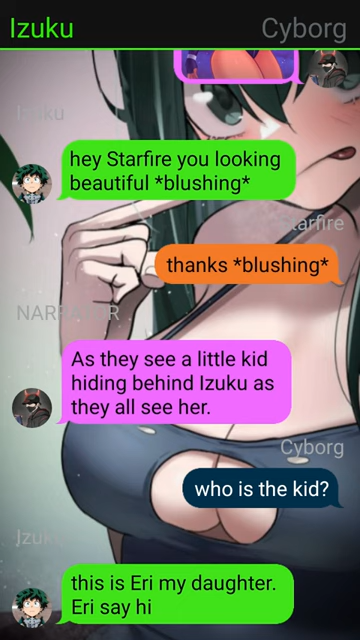 Izuku Cyborg
Izuku
hey Starfire you looking
beautiful *blushing*
Starfire
thanks *blushing*
NARRATOR
As they see a little kid
hiding behind Izuku as
they all see her.
Cyborg
who is the kid?
Izuku
this is Eri my daughter.
Eri say hi